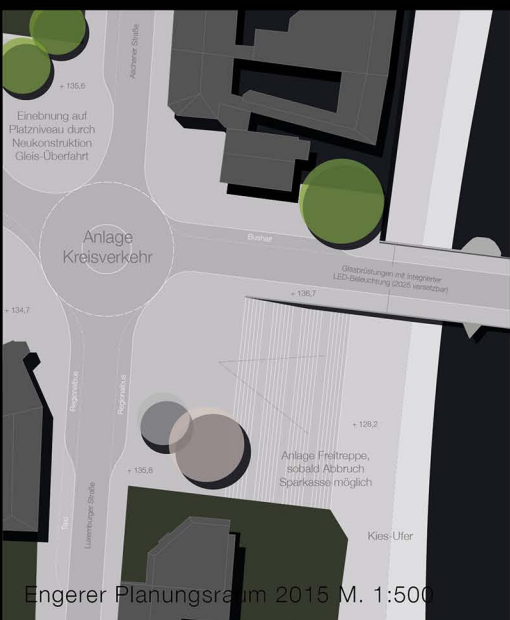 Aachener Straße
+ 135,6
Einebnung auf
Platzniveau durch
Neukonstruktion
Gleis-Überfahrt
Anlage
Kreisverkehr
Bushalt
Glasbrüstungen mit integrierter
LED-Beleuchtung (2025 versetzbar)
+ 136,7
+ 134,7
Regionalbus
Regionalbus
+ 128,2
Anlage Freitreppe,
sobald Abbruch
Sparkasse möglich
+ 135,8
Luxemburger Straße
Taxi
Kies-Ufer
Engerer Planungsraum 2015 M. 1:500